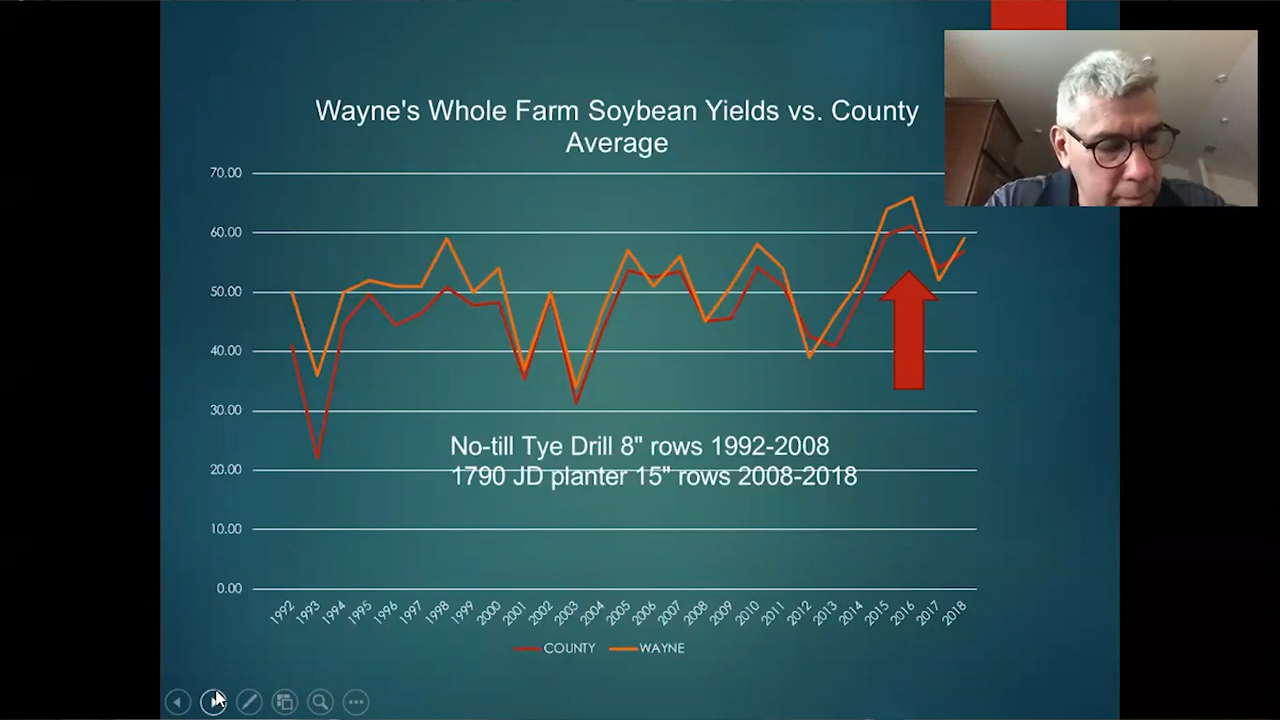 Wayne's Whole Farm Soybean Yields vs. County
Average
70.00
60.00
50.00
40.00
30.00
20.00
10.00
0.00
No-till Tye Drill 8" rows 1992-2008
1790 JD planter 15" rows 2008-2018
1992 1993 1994 1995 1996 1997 1998 1999 2000 2001 2002 2003 2004 2005 2006 2007 2008 2009 2010 2011 2012 2013 2014 2015 2016 2017 2018
COUNTY WAYNE